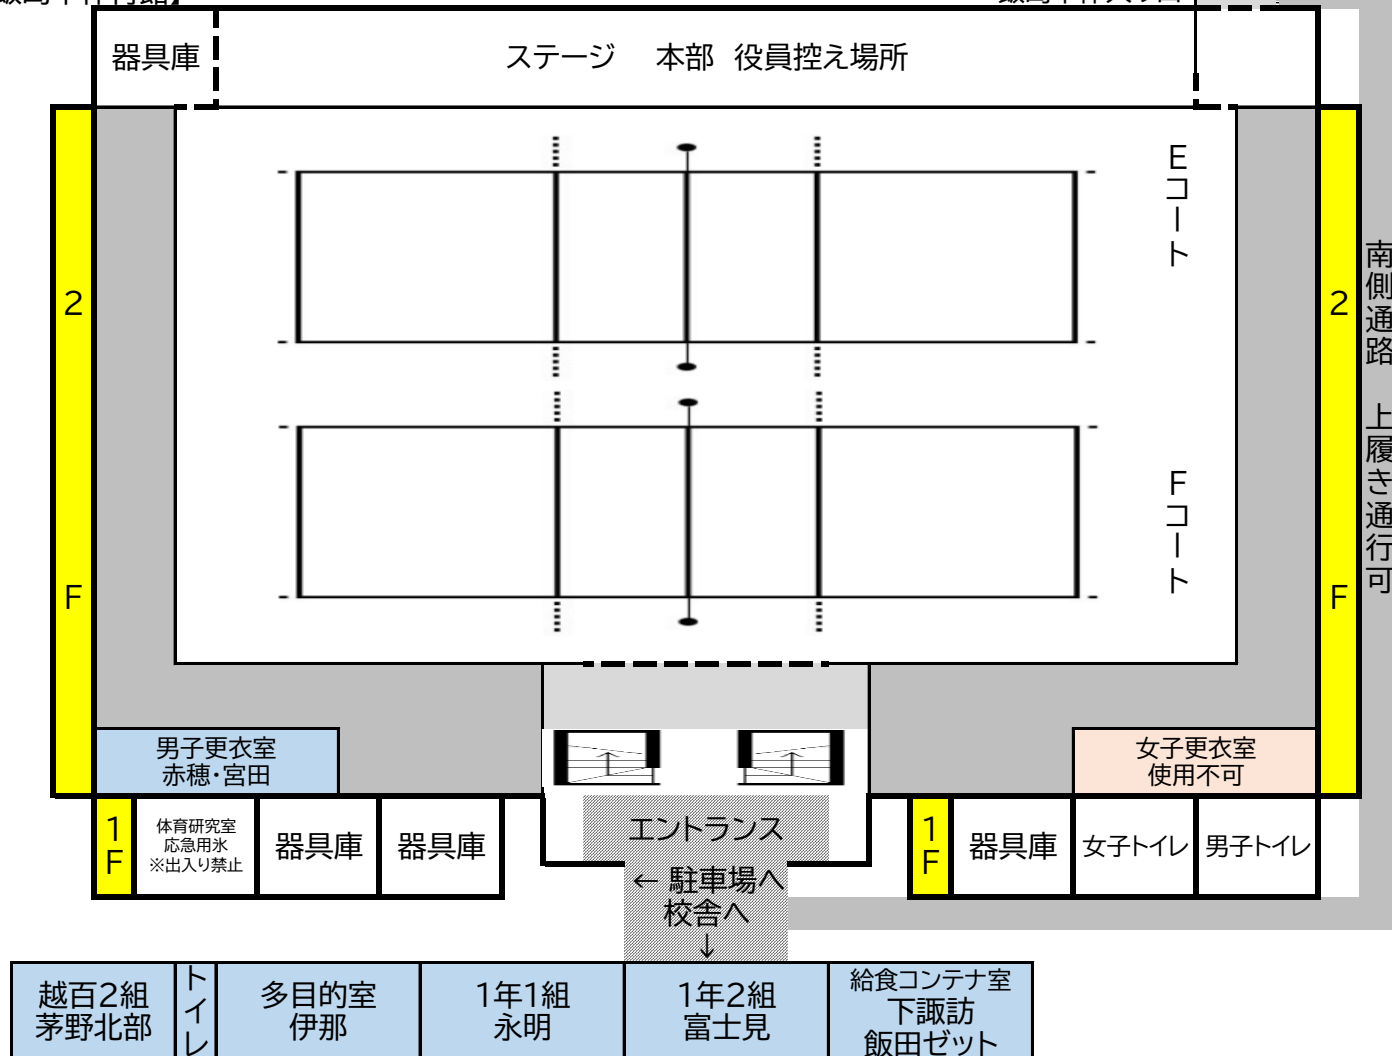 器具庫
ステージ　本部 役員控え場所
Eコート
Fコート
2F
2F
南側通路　上履き通行可
男子更衣室
赤穂・宮田
女子更衣室
使用不可
1F
体育研究室
応急用氷
※出入り禁止
器具庫
器具庫
エントランス
← 駐車場へ
校舎へ
↓
1F
器具庫
女子トイレ
男子トイレ
越百2組
茅野北部
トイレ
多目的室
伊那
1年1組
永明
1年2組
富士見
給食コンテナ室
下諏訪
飯田ゼット